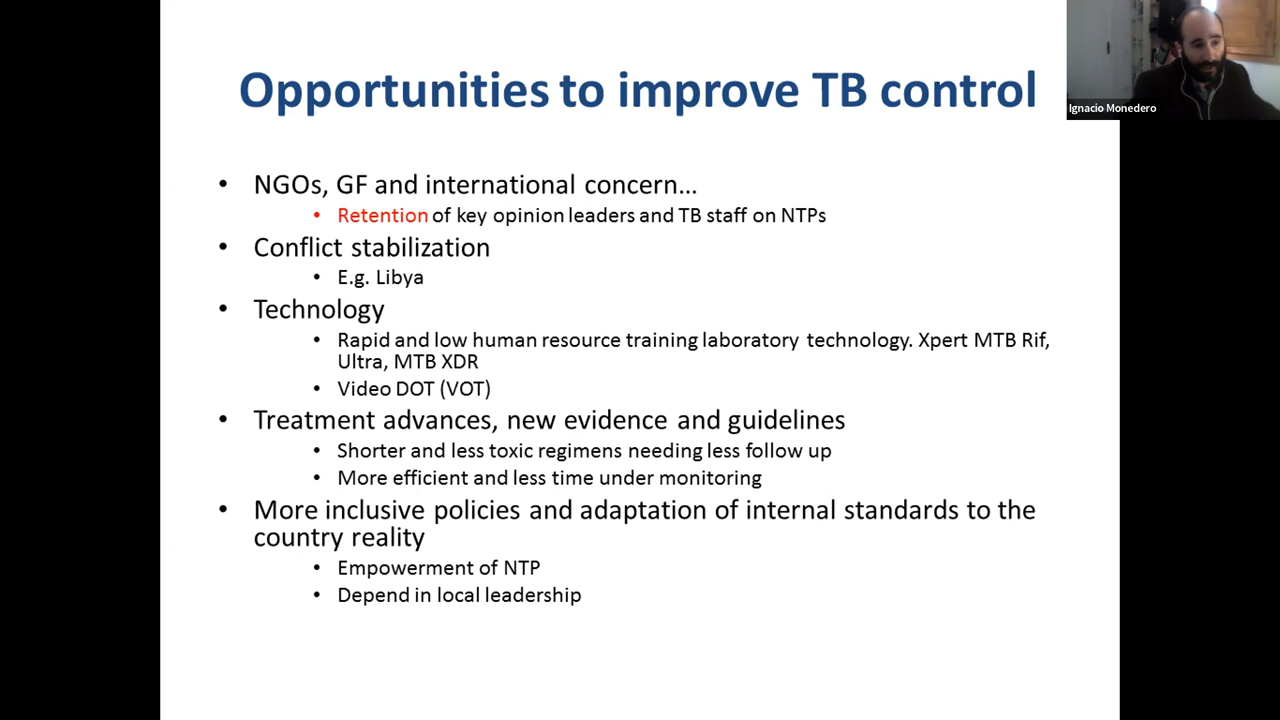 Opportunities to improve TB control
Ignacio Monedero
• NGOs, GF and international concern…
• Retention of key opinion leaders and TB staff on NTPs
• Conflict stabilization
• E.g. Libya
• Technology
• Rapid and low human resource training laboratory technology. Xpert MTB Rif,
Ultra, MTB XDR
• Video DOT (VOT)
• Treatment advances, new evidence and guidelines
• Shorter and less toxic regimens needing less follow up
• More efficient and less time under monitoring
• More inclusive policies and adaptation of internal standards to the
country reality
• Empowerment of NTP
• Depend in local leadership